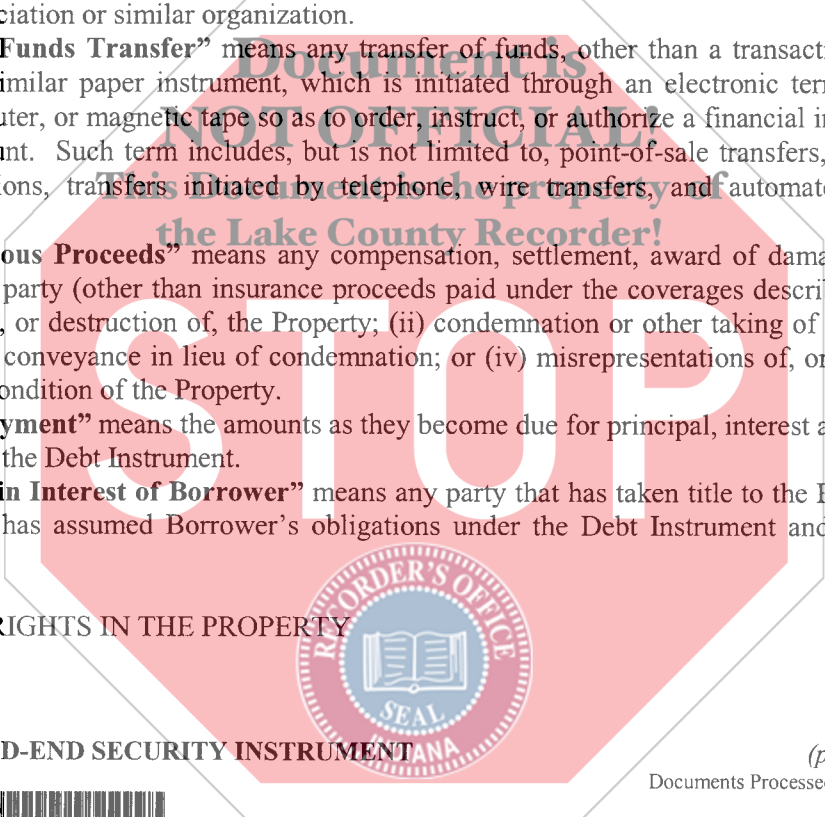 ciation or similar organization.
Funds Transfer” means any transfer of funds, other than a transacti
imilar paper instrument, which is initiated through an electronic ter
uter, or magnetic tape so as to order, instruct, or authorize a financial in
nt. Such term includes, but is not limited to, point-of-sale transfers,
ions, transfers initiated by telephone, wire transfers, and automate
Document is
NOT OFFICIAL!
This Document is the property of
the Lake County Recorder!
ous Proceeds” means any compensation, settlement, award of dama
party (other than insurance proceeds paid under the coverages descri
, or destruction of, the Property; (ii) condemnation or other taking of
conveyance in lieu of condemnation; or (iv) misrepresentations of, or
ondition of the Property.
yment” means the amounts as they become due for principal, interest a
the Debt Instrument.
in Interest of Borrower” means any party that has taken title to the
has assumed Borrower’s obligations under the Debt Instrument and
STOP
RIGHTS IN THE PROPERTY
RECORDER'S OFFICE
SEAL
INDIANA
D-END SECURITY INSTRUMENT
(p
Documents Processe